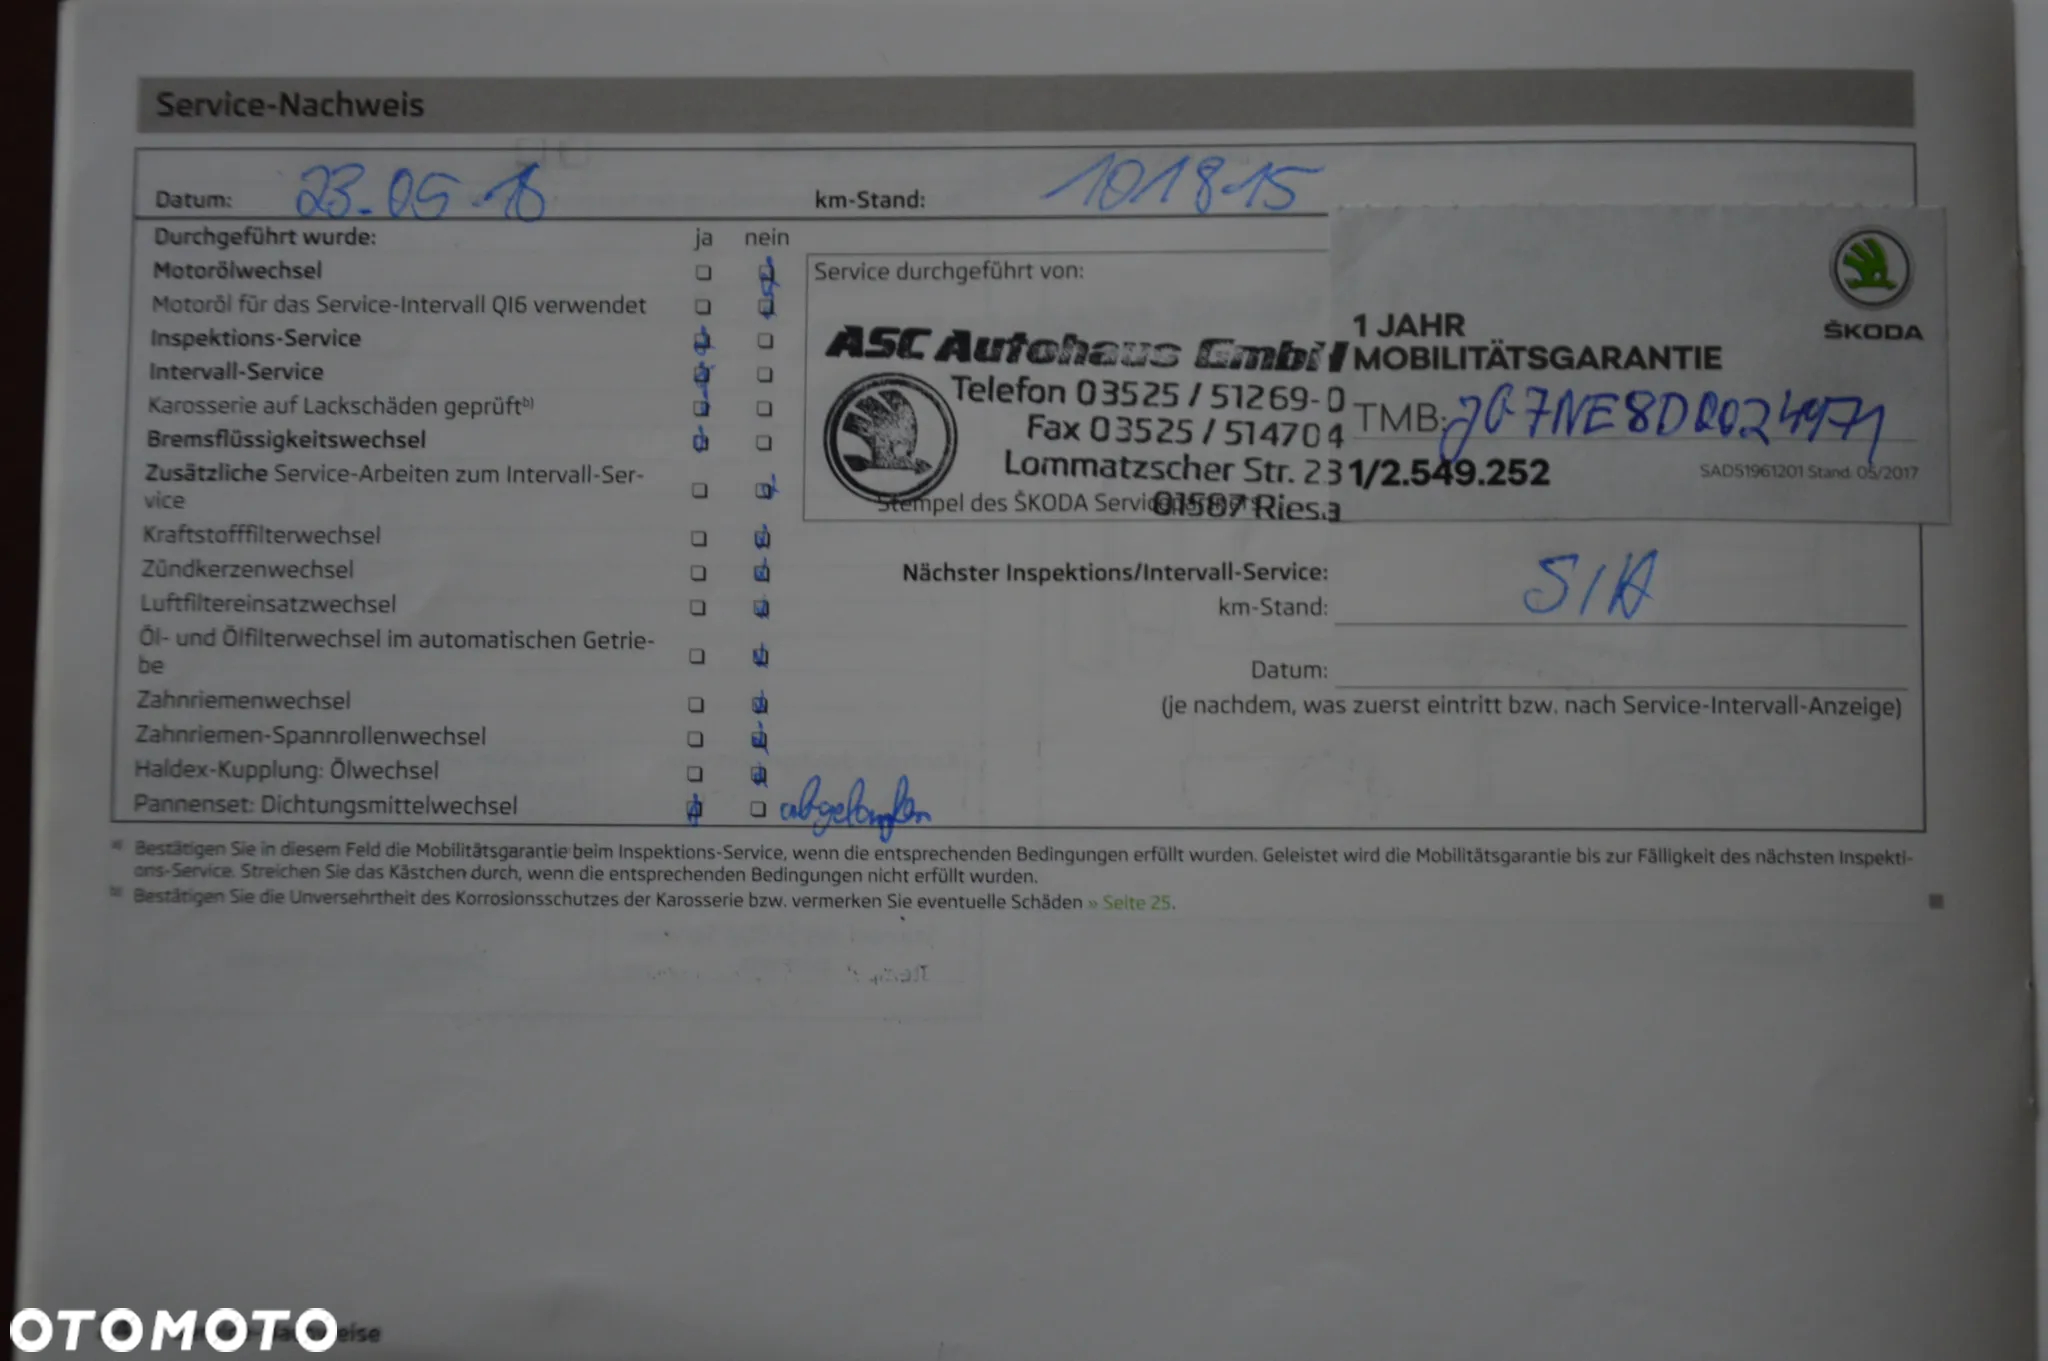 Service-Nachweis
Datum: 23.05.18 km-Stand: 101815
Durchgeführt wurde: ja nein
Motorölwechsel
Motoröl für das Service-Intervall QI6 verwendet
Inspektions-Service
Intervall-Service
Karosserie auf Lackschäden geprüft b)
Bremsflüssigkeitswechsel
Zusätzliche Service-Arbeiten zum Intervall-Ser-
vice
Kraftstofffilterwechsel
Zündkerzenwechsel
Luftfiltereinsatzwechsel
Öl- und Ölfilterwechsel im automatischen Getrie-
be
Zahnriemenwechsel
Zahnriemen-Spannrollenwechsel
Haldex-Kupplung: Ölwechsel
Pannenset: Dichtungsmittelwechsel abgelaufen
Service durchgeführt von:
ASC Autohaus GmbH
Telefon 03525 / 51269-0
Fax 03525 / 514704
Lommatzscher Str. 23
01587 Riesa
Stempel des ŠKODA Servicepartners
ŠKODA
1 JAHR
MOBILITÄTSGARANTIE
TMB:
1/2.549.252 SAD51961201 Stand. 05/2017
Nächster Inspektions/Intervall-Service:
km-Stand: SIA
Datum:
(je nachdem, was zuerst eintritt bzw. nach Service-Intervall-Anzeige)
a) Bestätigen Sie in diesem Feld die Mobilitätsgarantie beim Inspektions-Service, wenn die entsprechenden Bedingungen erfüllt wurden. Geleistet wird die Mobilitätsgarantie bis zur Fälligkeit des nächsten Inspekti-
ons-Service. Streichen Sie das Kästchen durch, wenn die entsprechenden Bedingungen nicht erfüllt wurden.
b) Bestätigen Sie die Unversehrtheit des Korrosionsschutzes der Karosserie bzw. vermerken Sie eventuelle Schäden » Seite 25.
OTOMOTO